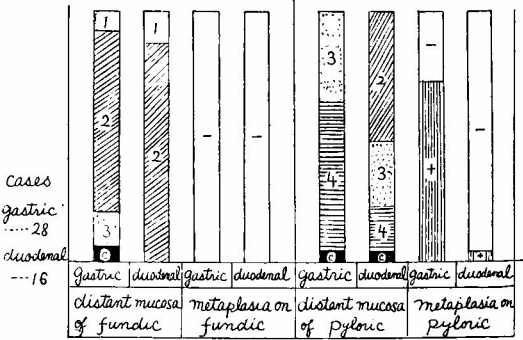 1
1
-
3
2
2
-
-
-
2
+
4
3
3
4
C
C
C
+
cases
gastric
.....28
duodenal
---16
gastric duodenal gastric duodenal gastric duodenal gastric duodenal
distant mucosa of fundic
metaplasia on fundic
distant mucosa of pyloric
metaplasia on pyloric